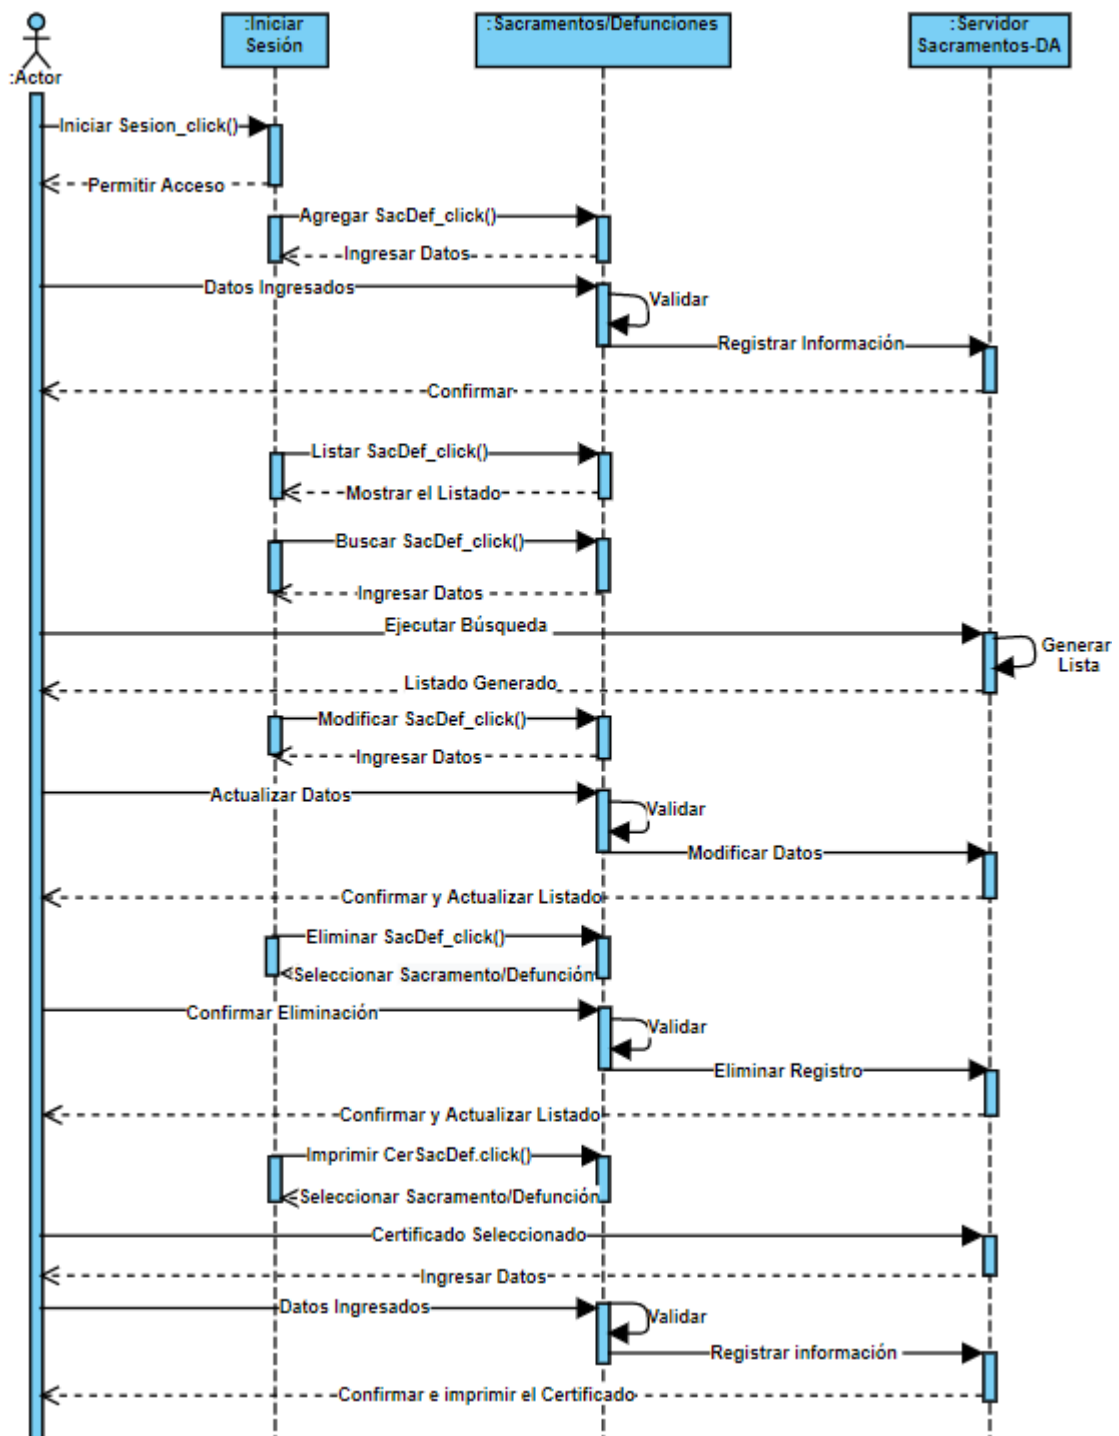 :Actor
:Iniciar
Sesión
:Sacramentos/Defunciones
:Servidor
Sacramentos-DA
Iniciar Sesion_click()
Permitir Acceso
Agregar SacDef_click()
Ingresar Datos
Datos Ingresados
Validar
Registrar Información
Confirmar
Listar SacDef_click()
Mostrar el Listado
Buscar SacDef_click()
Ingresar Datos
Ejecutar Búsqueda
Generar
Lista
Listado Generado
Modificar SacDef_click()
Ingresar Datos
Actualizar Datos
Validar
Modificar Datos
Confirmar y Actualizar Listado
Eliminar SacDef_click()
Seleccionar Sacramento/Defunción
Confirmar Eliminación
Validar
Eliminar Registro
Confirmar y Actualizar Listado
Imprimir CerSacDef.click()
Seleccionar Sacramento/Defunción
Certificado Seleccionado
Ingresar Datos
Datos Ingresados
Validar
Registrar información
Confirmar e imprimir el Certificado